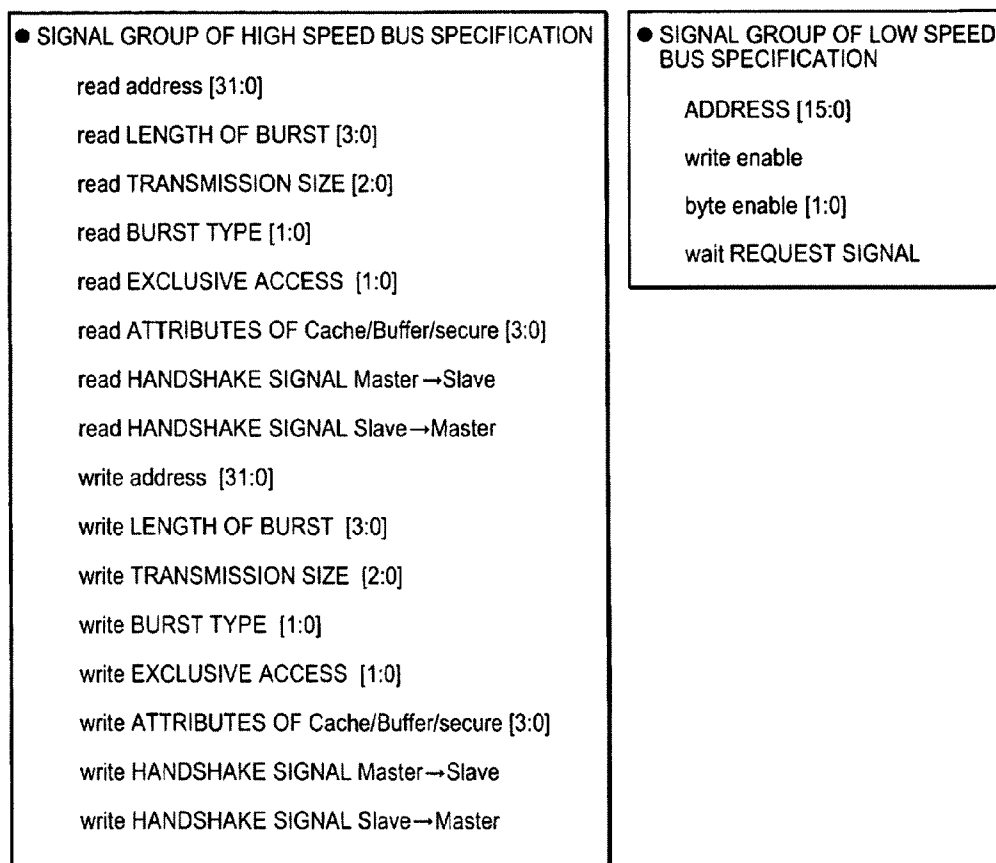 ● SIGNAL GROUP OF HIGH SPEED BUS SPECIFICATION
read address [31:0]
read LENGTH OF BURST [3:0]
read TRANSMISSION SIZE [2:0]
read BURST TYPE [1:0]
read EXCLUSIVE ACCESS [1:0]
read ATTRIBUTES OF Cache/Buffer/secure [3:0]
read HANDSHAKE SIGNAL Master→Slave
read HANDSHAKE SIGNAL Slave→Master
write address [31:0]
write LENGTH OF BURST [3:0]
write TRANSMISSION SIZE [2:0]
write BURST TYPE [1:0]
write EXCLUSIVE ACCESS [1:0]
write ATTRIBUTES OF Cache/Buffer/secure [3:0]
write HANDSHAKE SIGNAL Master→Slave
write HANDSHAKE SIGNAL Slave→Master
● SIGNAL GROUP OF LOW SPEED
BUS SPECIFICATION
ADDRESS [15:0]
write enable
byte enable [1:0]
wait REQUEST SIGNAL